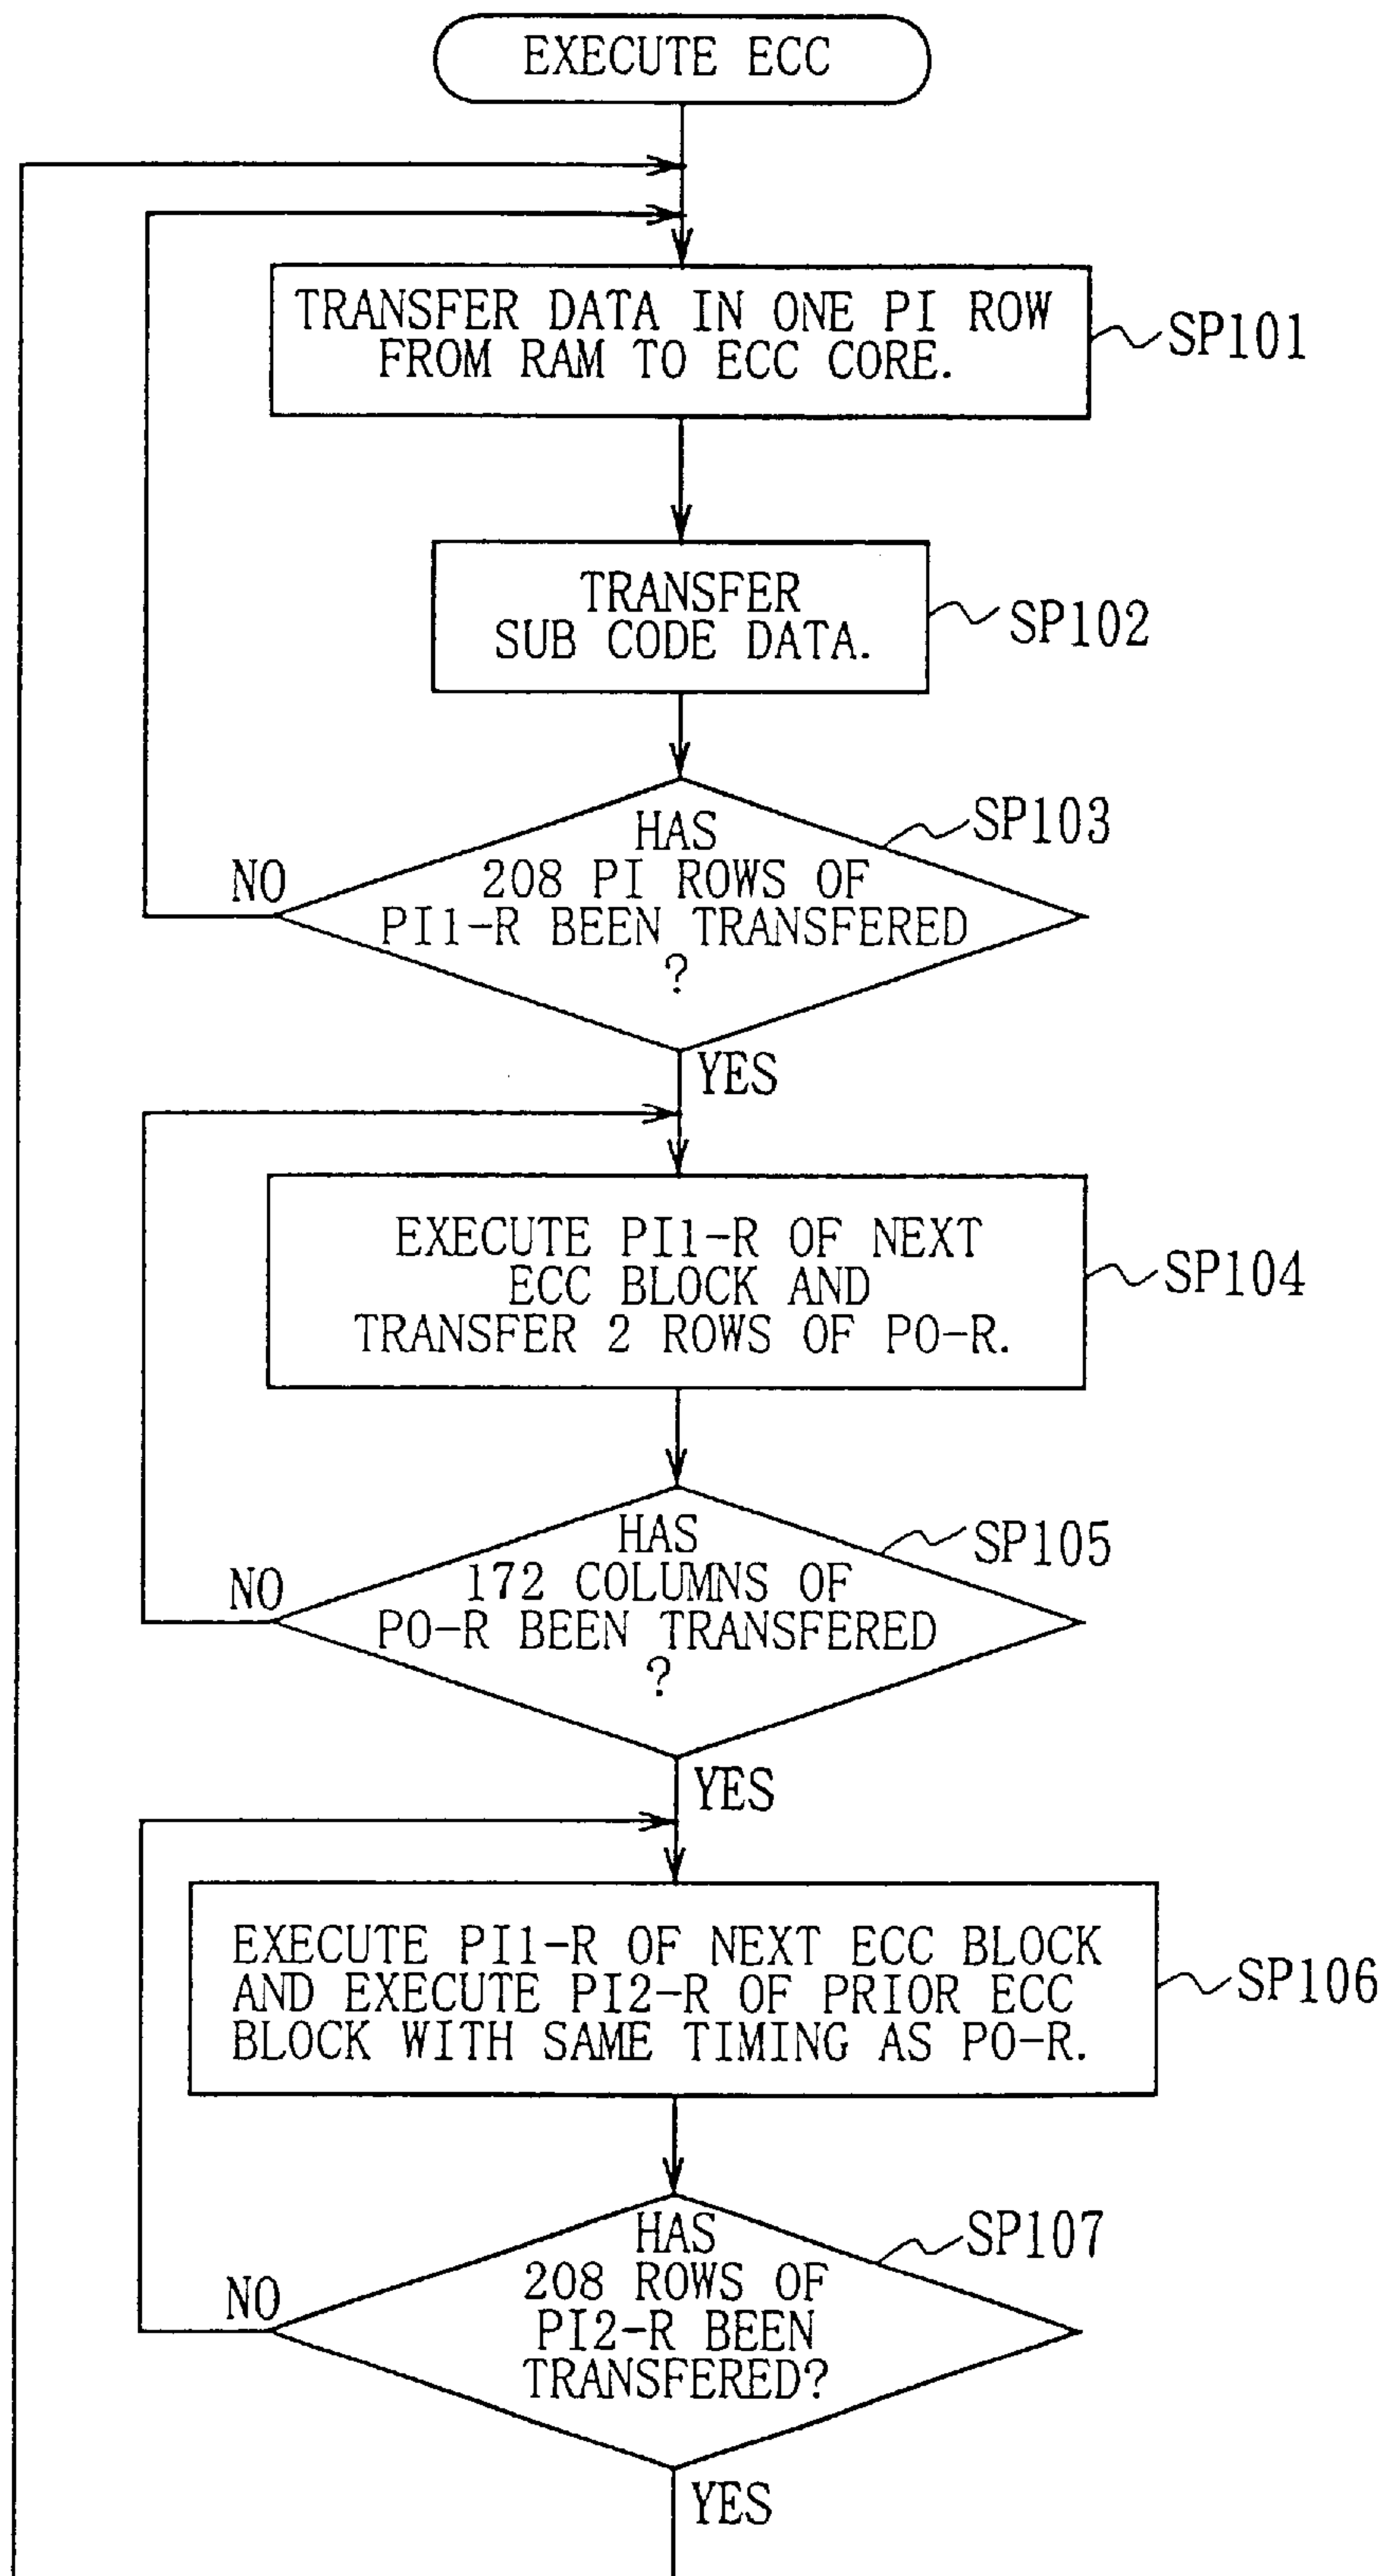 EXECUTE ECC
TRANSFER DATA IN ONE PI ROW
FROM RAM TO ECC CORE.
SP101
TRANSFER
SUB CODE DATA.
SP102
HAS
208 PI ROWS OF
PI1-R BEEN TRANSFERED
?
SP103
NO
YES
EXECUTE PI1-R OF NEXT
ECC BLOCK AND
TRANSFER 2 ROWS OF PO-R.
SP104
HAS
172 COLUMNS OF
PO-R BEEN TRANSFERED
?
SP105
NO
YES
EXECUTE PI1-R OF NEXT ECC BLOCK
AND EXECUTE PI2-R OF PRIOR ECC
BLOCK WITH SAME TIMING AS PO-R.
SP106
HAS
208 ROWS OF
PI2-R BEEN
TRANSFERED?
SP107
NO
YES